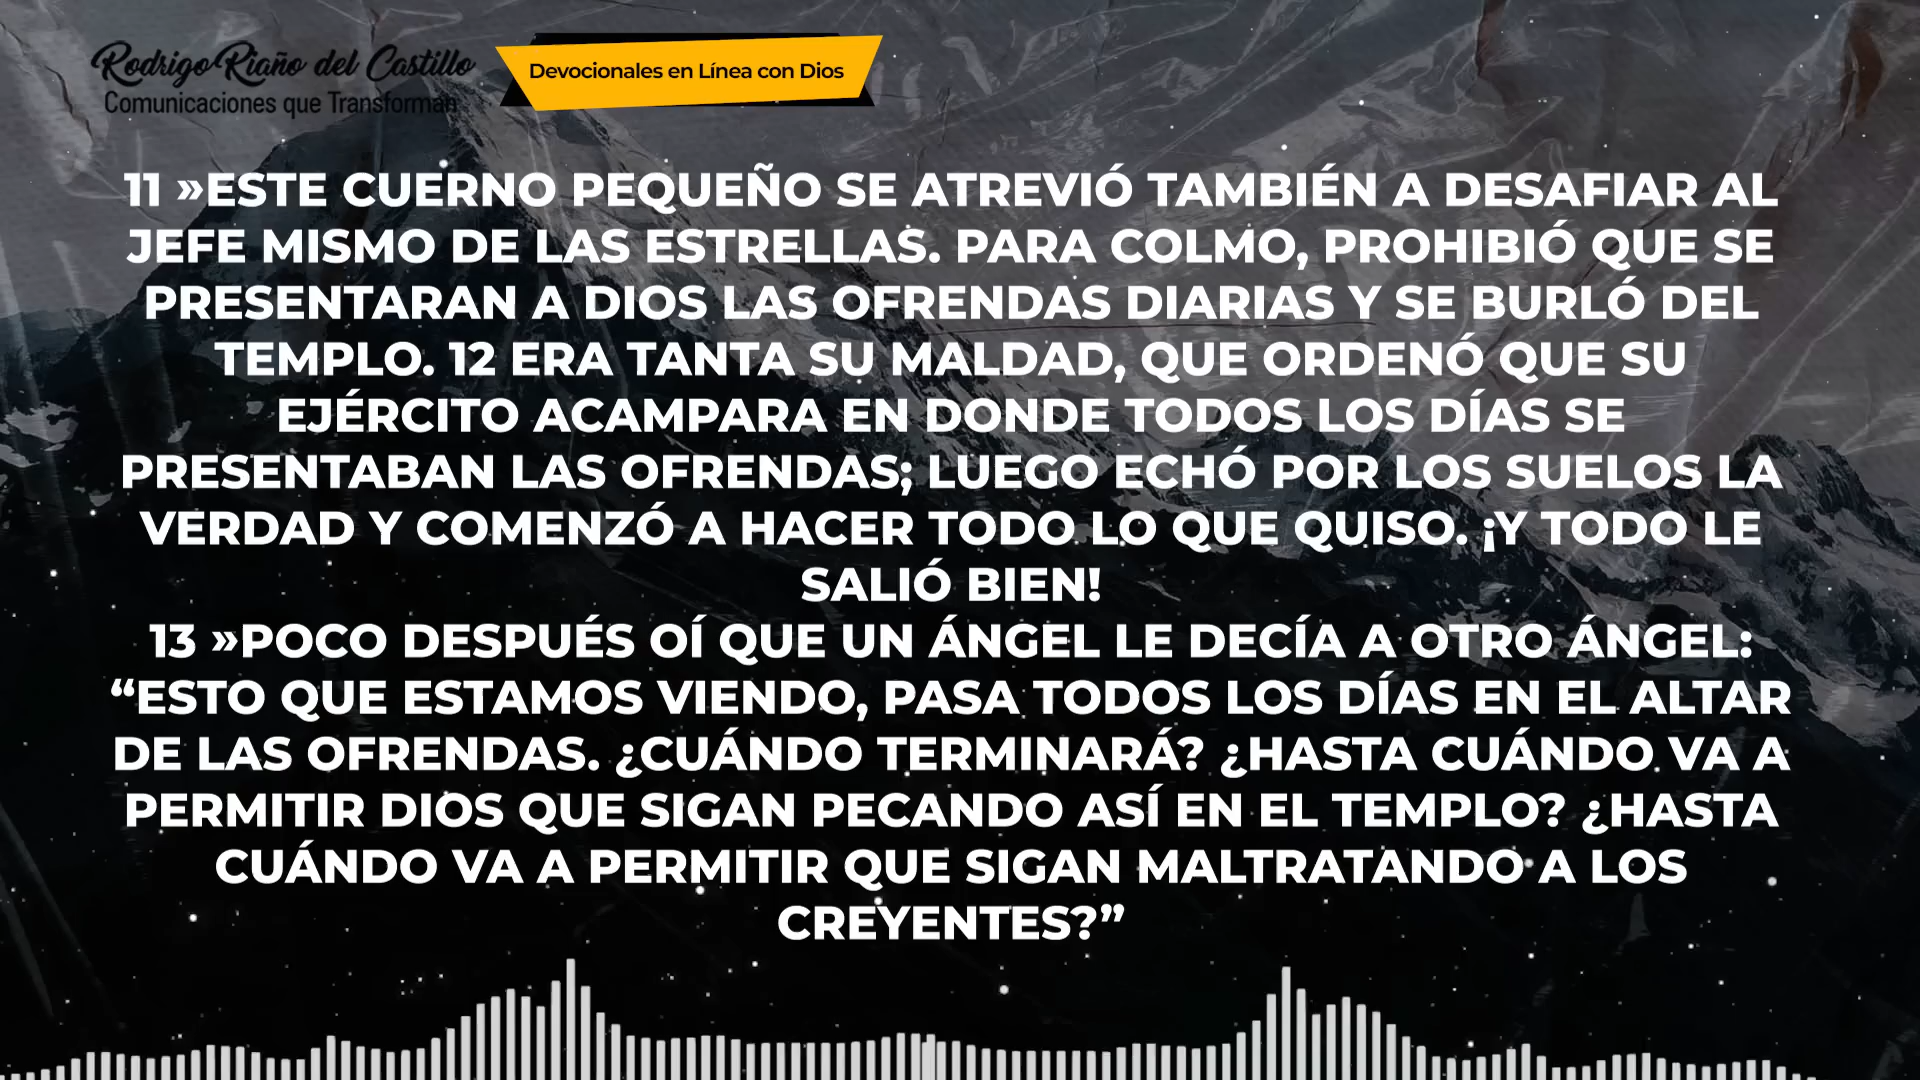 Rodrigo Riaño del Castillo
Comunicaciones que Transforman
Devocionales en Línea con Dios
11 »ESTE CUERNO PEQUEÑO SE ATREVIÓ TAMBIÉN A DESAFIAR AL
JEFE MISMO DE LAS ESTRELLAS. PARA COLMO, PROHIBIÓ QUE SE
PRESENTARAN A DIOS LAS OFRENDAS DIARIAS Y SE BURLÓ DEL
TEMPLO. 12 ERA TANTA SU MALDAD, QUE ORDENÓ QUE SU
EJÉRCITO ACAMPARA EN DONDE TODOS LOS DÍAS SE
PRESENTABAN LAS OFRENDAS; LUEGO ECHÓ POR LOS SUELOS LA
VERDAD Y COMENZÓ A HACER TODO LO QUE QUISO. ¡Y TODO LE
SALIÓ BIEN!
13 »POCO DESPUÉS OÍ QUE UN ÁNGEL LE DECÍA A OTRO ÁNGEL:
“ESTO QUE ESTAMOS VIENDO, PASA TODOS LOS DÍAS EN EL ALTAR
DE LAS OFRENDAS. ¿CUÁNDO TERMINARÁ? ¿HASTA CUÁNDO VA A
PERMITIR DIOS QUE SIGAN PECANDO ASÍ EN EL TEMPLO? ¿HASTA
CUÁNDO VA A PERMITIR QUE SIGAN MALTRATANDO A LOS
CREYENTES?”